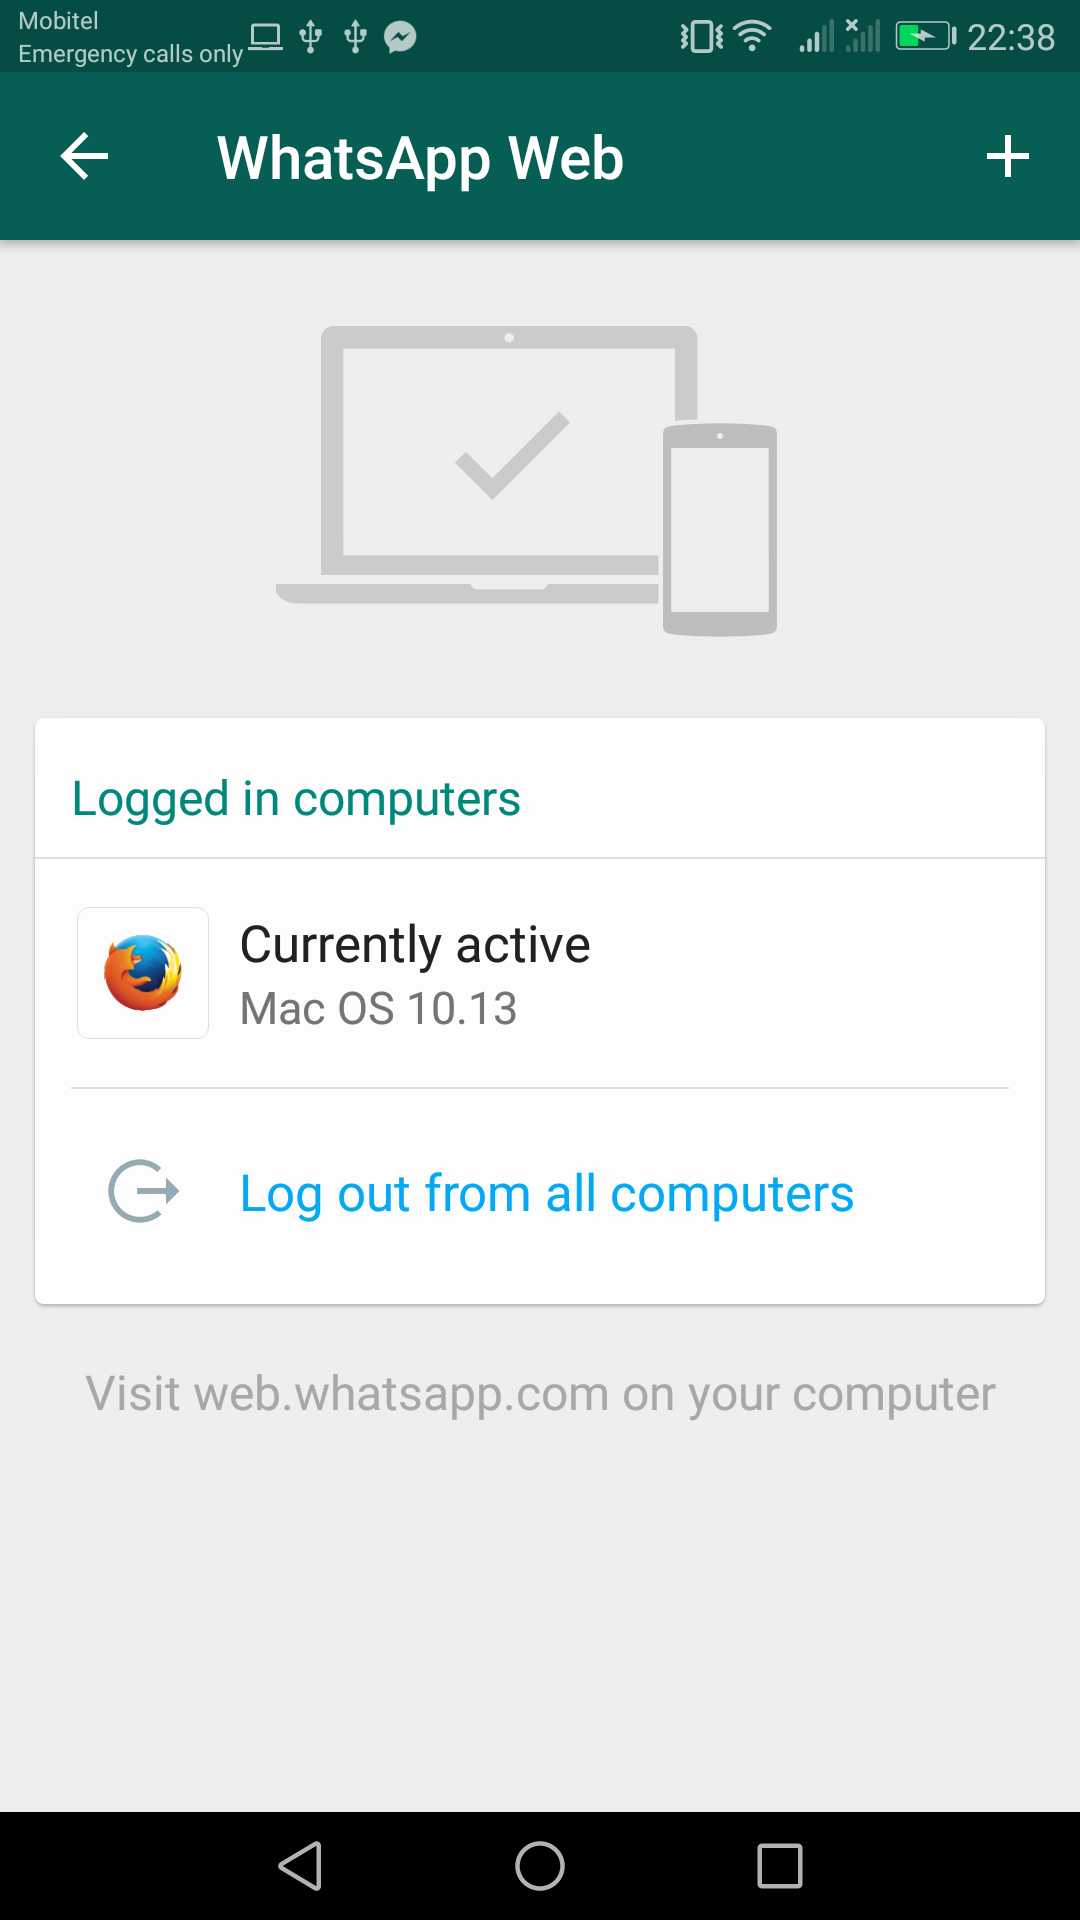 Mobitel
Emergency calls only
22:38
WhatsApp Web
Logged in computers
Currently active
Mac OS 10.13
Log out from all computers
Visit web.whatsapp.com on your computer